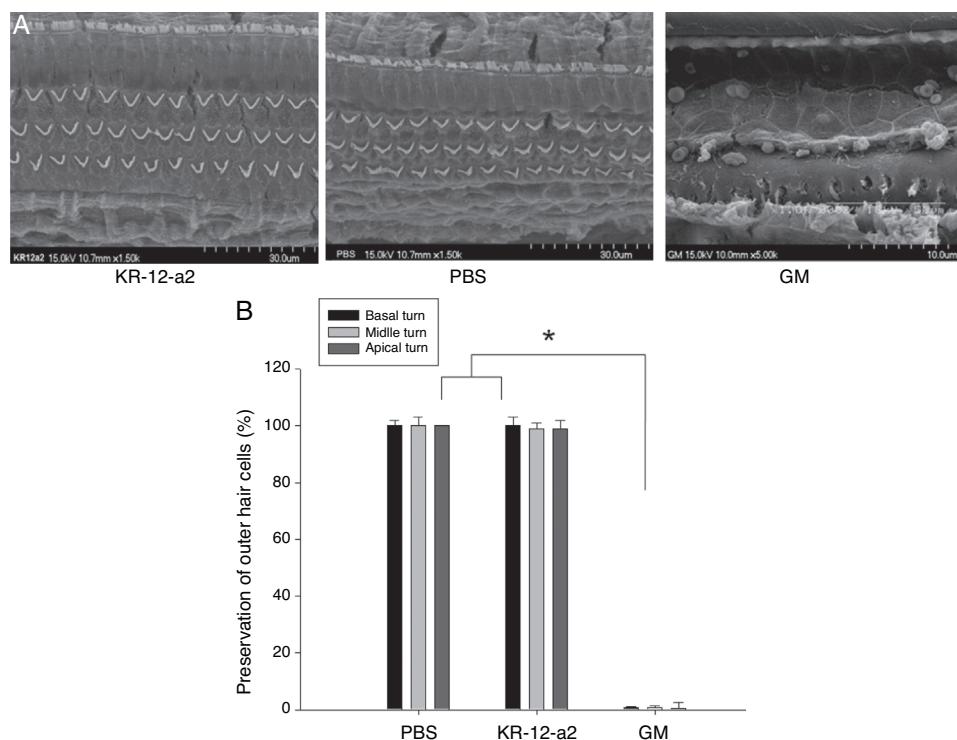 A
KR12a2 15.0kV 10.7mm x1.50k 30.0um
PBS 15.0kV 10.7mm x1.50k 30.0um
GM 15.0kV 10.0mm x5.00k 10.0um
KR-12-a2
PBS
GM
B
Basal turn
Midlle turn
Apical turn
*
Preservation of outer hair cells (%)
120
100
80
60
40
20
0
PBS
KR-12-a2
GM